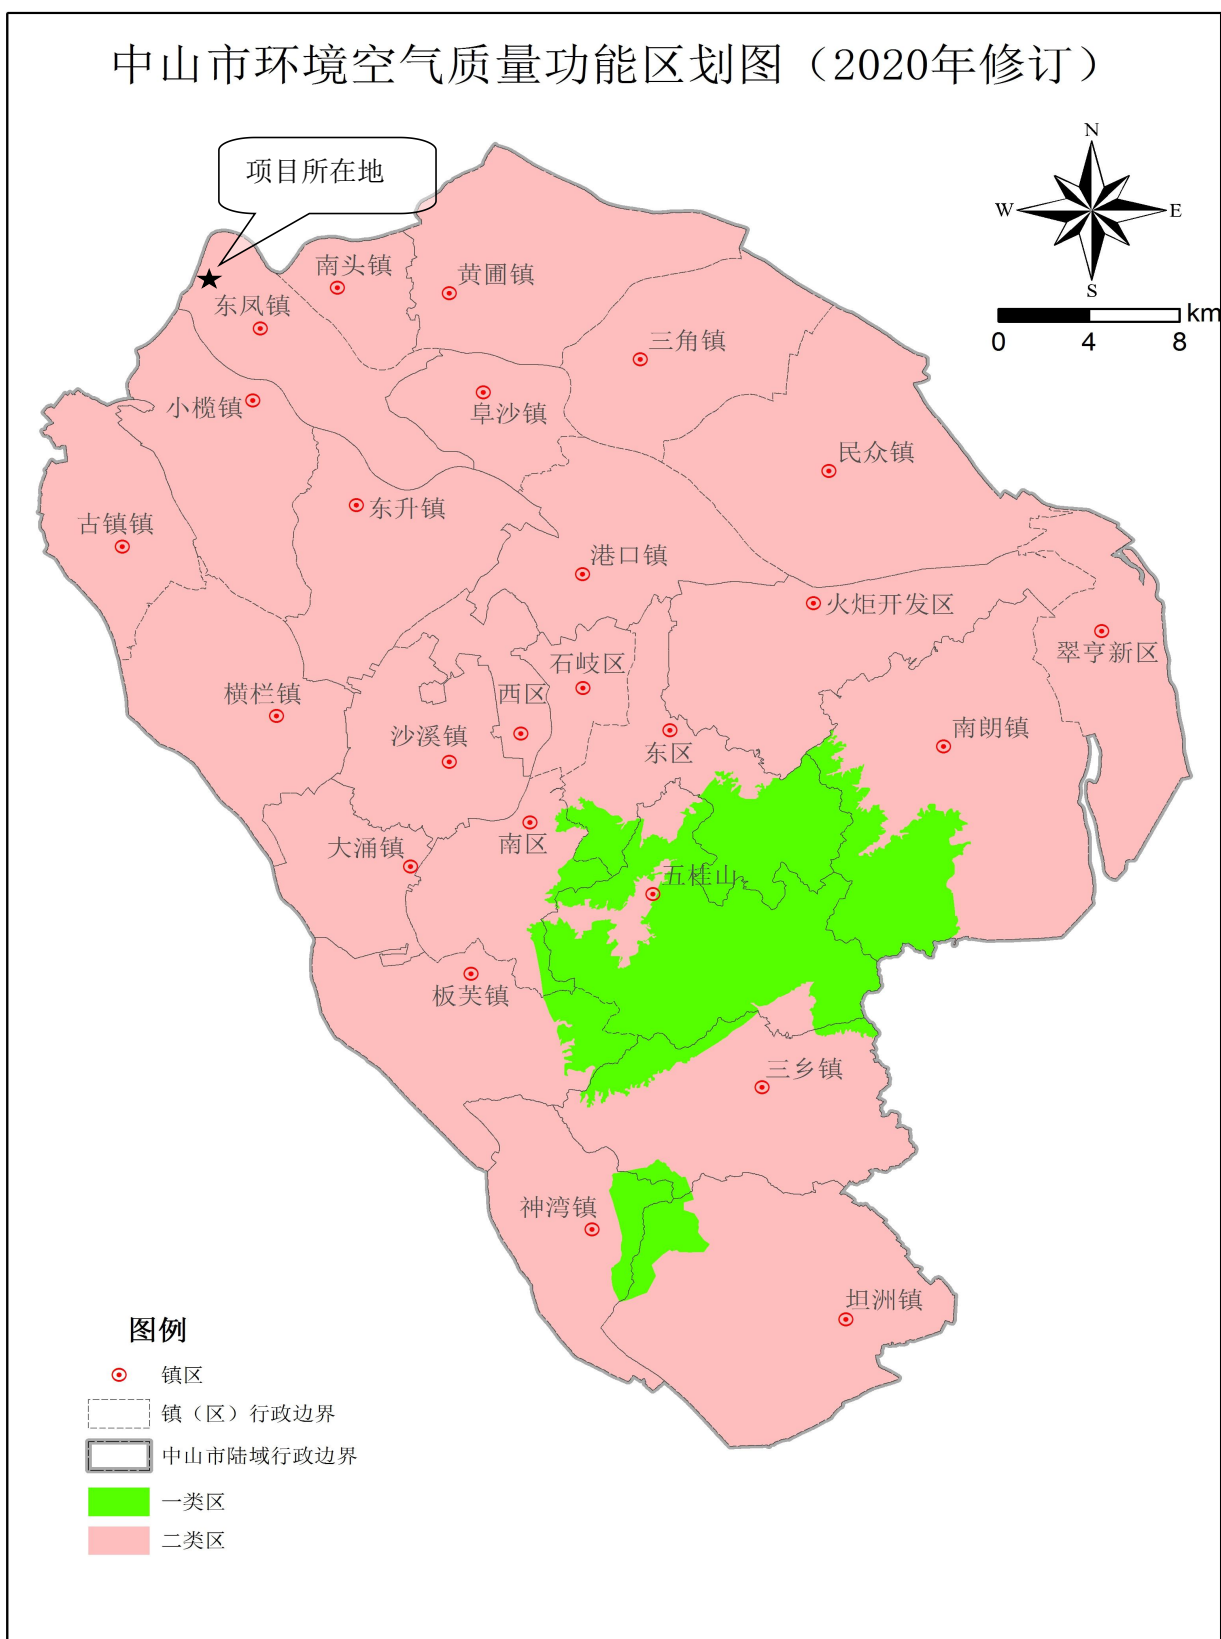 中山市环境空气质量功能区划图（2020年修订）
项目所在地
N
W
E
S
km
0
4
8
南头镇
黄圃镇
东凤镇
三角镇
小榄镇
阜沙镇
民众镇
东升镇
古镇镇
港口镇
火炬开发区
翠亨新区
石岐区
西区
横栏镇
沙溪镇
东区
南朗镇
大涌镇
南区
五桂山
板芙镇
三乡镇
神湾镇
坦洲镇
图例
镇区
镇（区）行政边界
中山市陆域行政边界
一类区
二类区